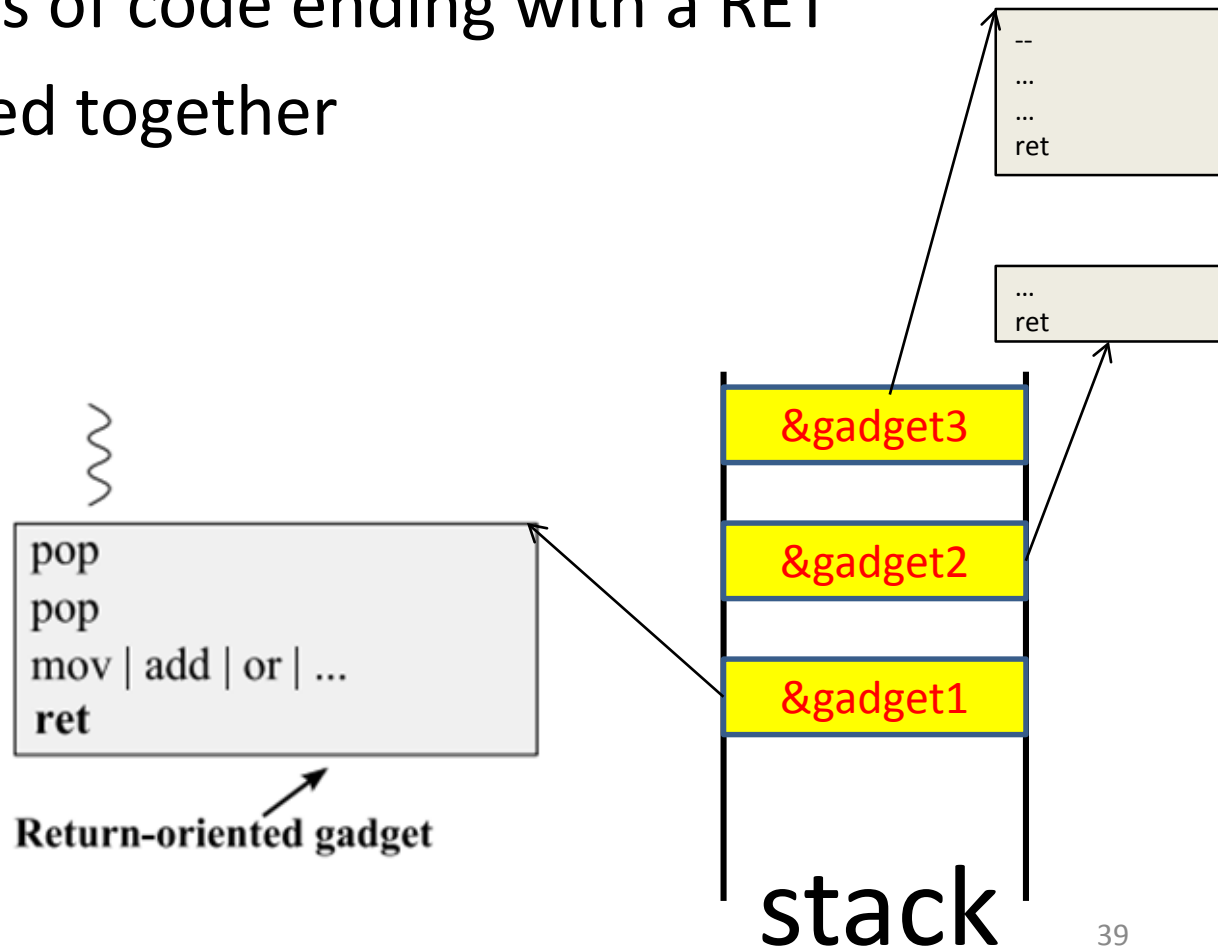 s of code ending with a RET
ed together
--
...
...
ret
...
ret
&gadget3
&gadget2
&gadget1
pop
pop
mov | add | or | ...
ret
Return-oriented gadget
stack
39